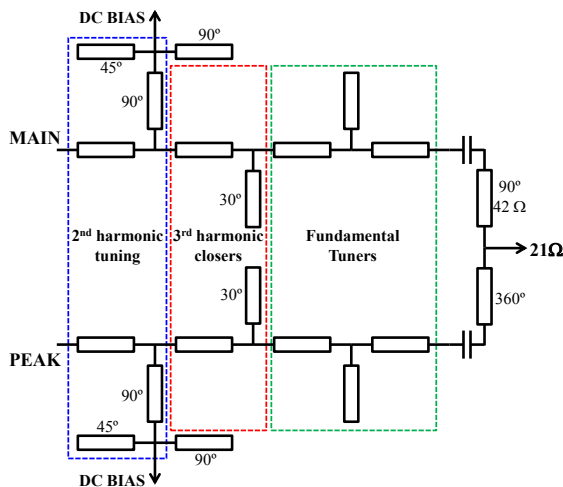 DC BIAS
90º
45º
90º
MAIN
30º
90º
42 Ω
2nd harmonic tuning
3rd harmonic closers
Fundamental Tuners
21Ω
30º
360º
PEAK
90º
45º
90º
DC BIAS